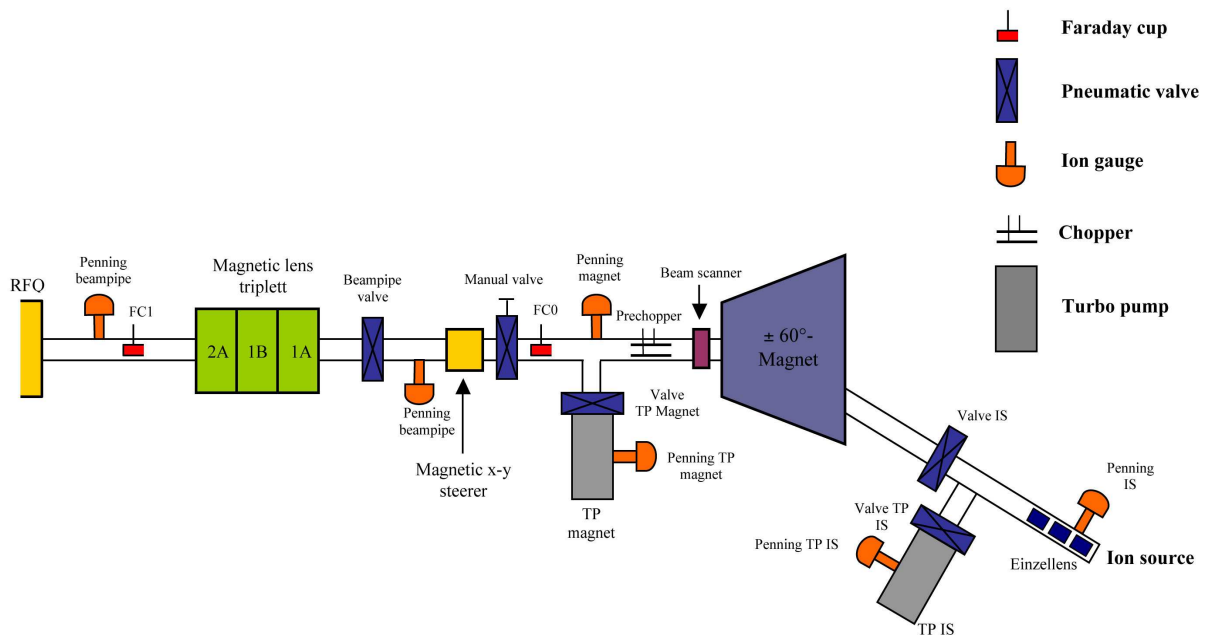 Faraday cup
Pneumatic valve
Ion gauge
Chopper
Turbo pump
RFQ
Penning
beampipe
FC1
Magnetic lens
triplett
2A
1B
1A
Beampipe
valve
Penning
beampipe
Magnetic x-y
steerer
Manual valve
FC0
Penning
magnet
Prechopper
Beam scanner
± 60°-
Magnet
Valve
TP Magnet
Penning TP
magnet
TP
magnet
Valve IS
Penning
IS
Valve TP
IS
Penning TP IS
Einzellens
Ion source
TP IS